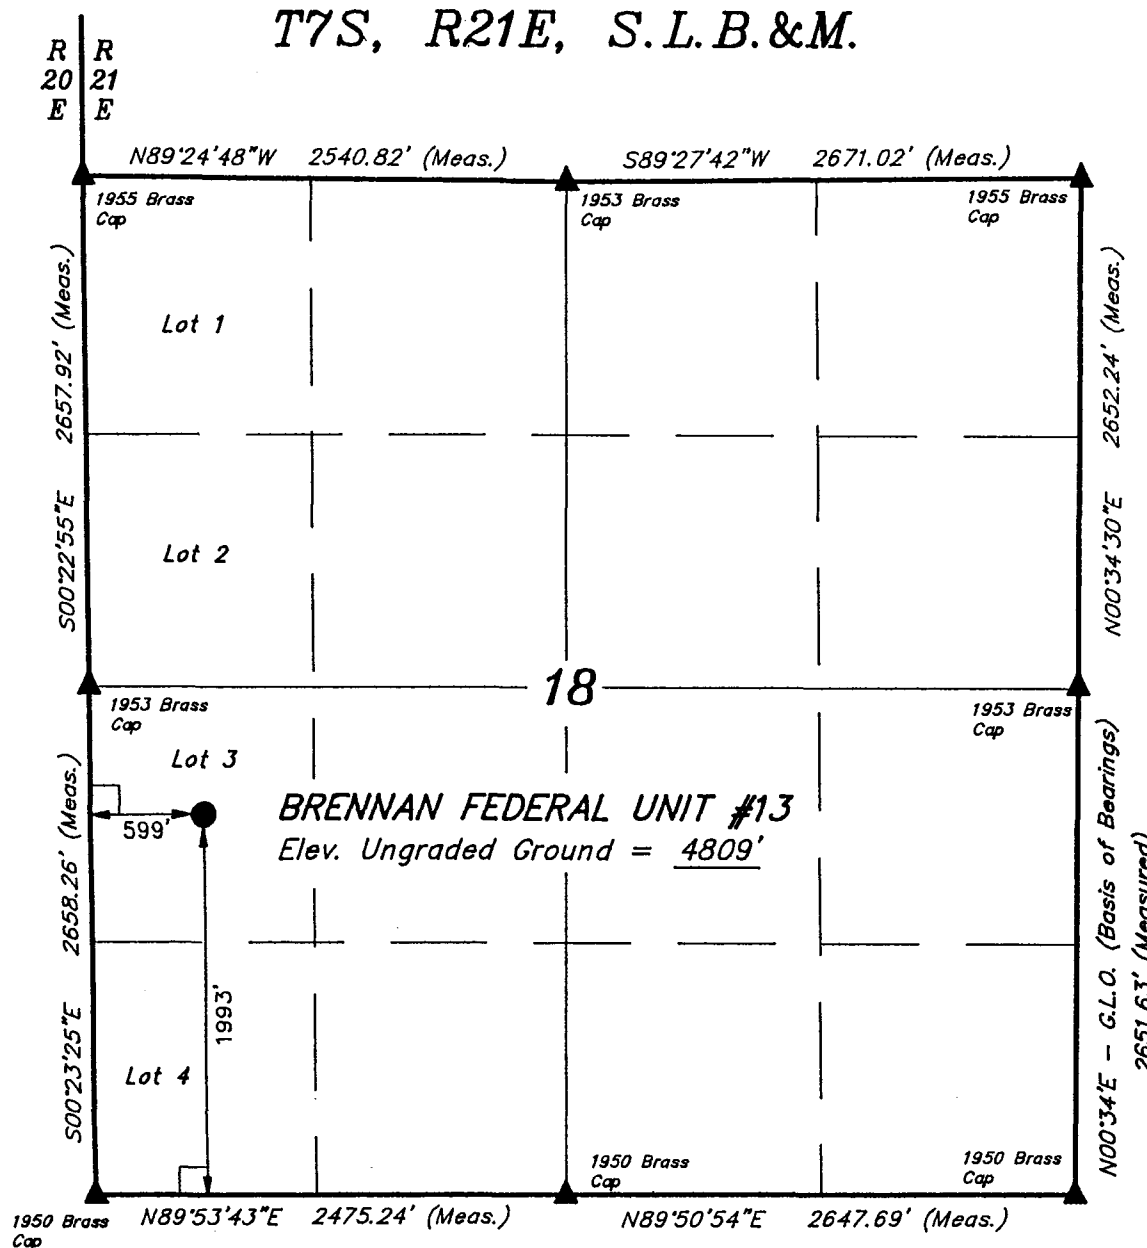 T7S, R21E, S.L.B.&M.
R R
20 21
E E
N89°24'48"W 2540.82' (Meas.)
S89°27'42"W 2671.02' (Meas.)
1955 Brass
Cap
1953 Brass
Cap
1955 Brass
Cap
S00°22'55"E 2657.92' (Meas.)
N00°34'30"E 2652.24' (Meas.)
Lot 1
Lot 2
18
1953 Brass
Cap
1953 Brass
Cap
Lot 3
599'
BRENNAN FEDERAL UNIT #13
Elev. Ungraded Ground = 4809'
S00°23'25"E 2658.26' (Meas.)
N00°34'E - G.L.O. (Basis of Bearings)
2651.63' (Measured)
1993'
Lot 4
1950 Brass
Cap
1950 Brass
Cap
1950 Brass
Cap
N89°53'43"E 2475.24' (Meas.)
N89°50'54"E 2647.69' (Meas.)